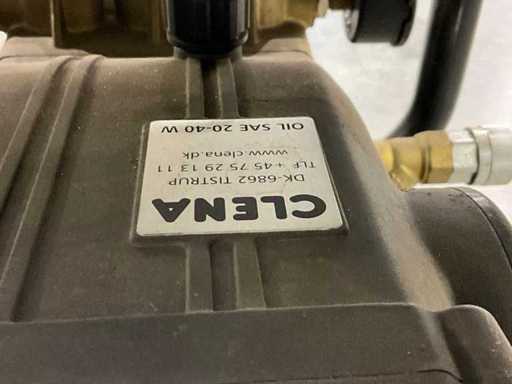 CLENA
DK-6862 TISTRUP
TLF + 45 75 29 13 11
www.clena.dk
OIL SAE 20-40 W